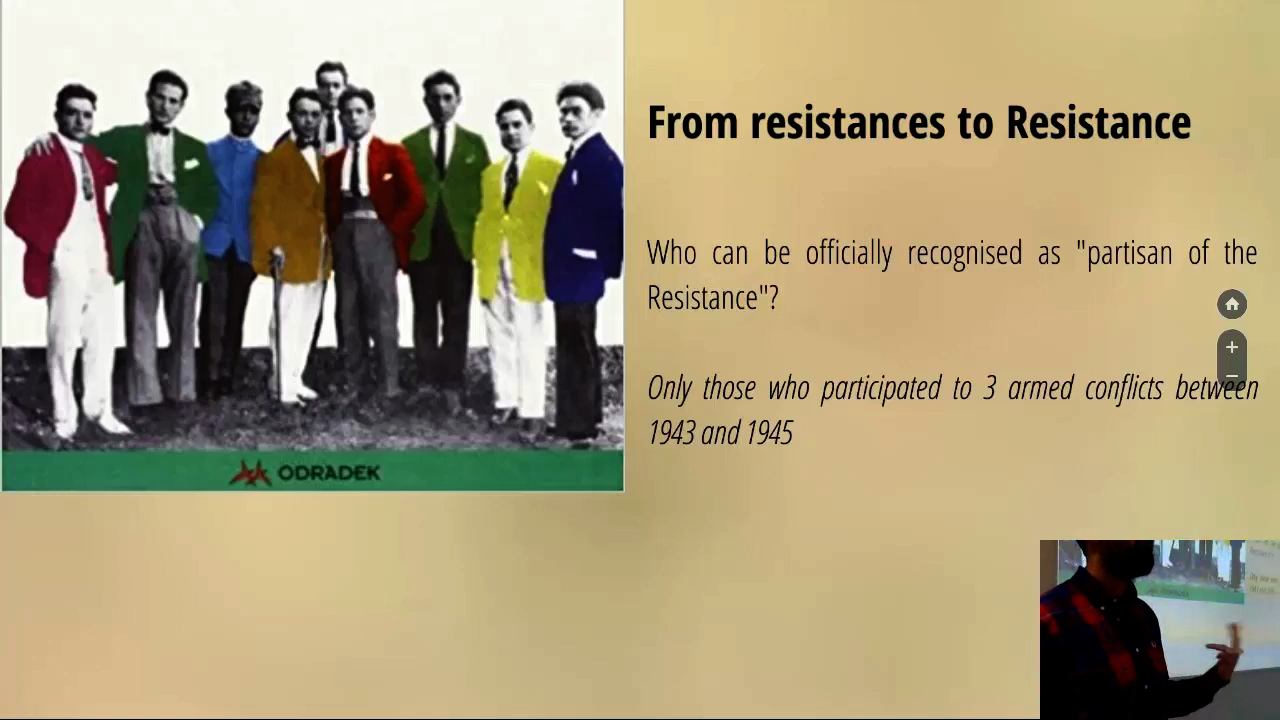 From resistances to Resistance
Who can be officially recognised as "partisan of the
Resistance"?
Only those who participated to 3 armed conflicts between
1943 and 1945
ODRADEK